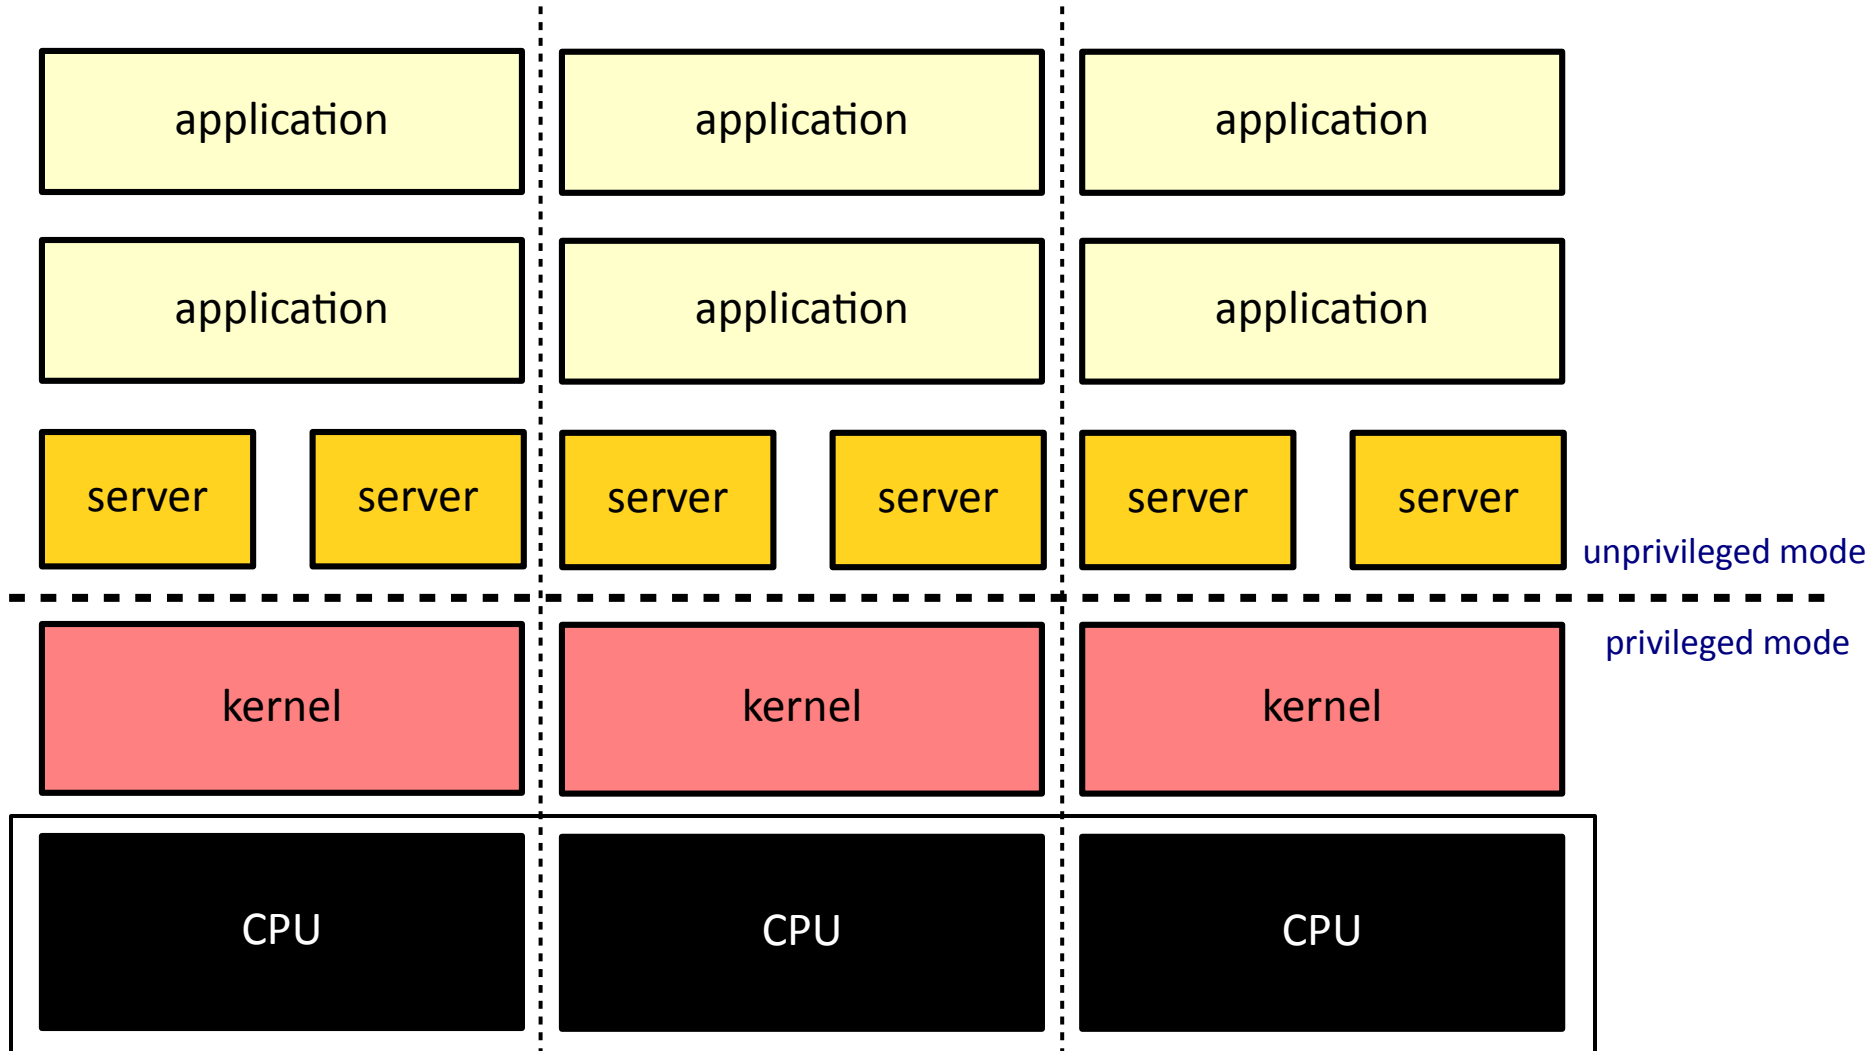 application application application
application application application
server server server server server server
unprivileged mode
privileged mode
kernel kernel kernel
CPU CPU CPU